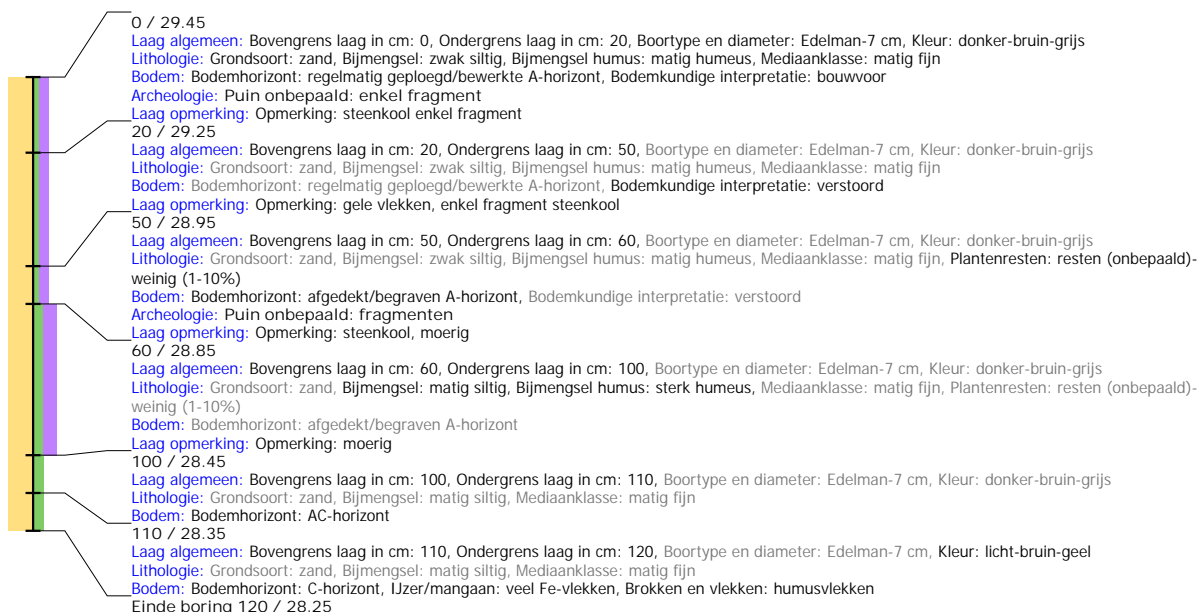 0 / 29.45
Laag algemeen: Bovengrens laag in cm: 0, Ondergrens laag in cm: 20, Boortype en diameter: Edelman-7 cm, Kleur: donker-bruin-grijs
Lithologie: Grondsoort: zand, Bijmengsel: zwak siltig, Bijmengsel humus: matig humeus, Mediaanklasse: matig fijn
Bodem: Bodemhorizont: regelmatig geploegd/bewerkte A-horizont, Bodemkundige interpretatie: bouwvoor
Archeologie: Puin onbepaald: enkel fragment
Laag opmerking: Opmerking: steenkool enkel fragment
20 / 29.25
Laag algemeen: Bovengrens laag in cm: 20, Ondergrens laag in cm: 50, Boortype en diameter: Edelman-7 cm, Kleur: donker-bruin-grijs
Lithologie: Grondsoort: zand, Bijmengsel: zwak siltig, Bijmengsel humus: matig humeus, Mediaanklasse: matig fijn
Bodem: Bodemhorizont: regelmatig geploegd/bewerkte A-horizont, Bodemkundige interpretatie: verstoord
Laag opmerking: Opmerking: gele vlekken, enkel fragment steenkool
50 / 28.95
Laag algemeen: Bovengrens laag in cm: 50, Ondergrens laag in cm: 60, Boortype en diameter: Edelman-7 cm, Kleur: donker-bruin-grijs
Lithologie: Grondsoort: zand, Bijmengsel: zwak siltig, Bijmengsel humus: matig humeus, Mediaanklasse: matig fijn, Plantenresten: resten (onbepaald)-
weinig (1-10%)
Bodem: Bodemhorizont: afgedekt/begraven A-horizont, Bodemkundige interpretatie: verstoord
Archeologie: Puin onbepaald: fragmenten
Laag opmerking: Opmerking: steenkool, moerig
60 / 28.85
Laag algemeen: Bovengrens laag in cm: 60, Ondergrens laag in cm: 100, Boortype en diameter: Edelman-7 cm, Kleur: donker-bruin-grijs
Lithologie: Grondsoort: zand, Bijmengsel: matig siltig, Bijmengsel humus: sterk humeus, Mediaanklasse: matig fijn, Plantenresten: resten (onbepaald)-
weinig (1-10%)
Bodem: Bodemhorizont: afgedekt/begraven A-horizont
Laag opmerking: Opmerking: moerig
100 / 28.45
Laag algemeen: Bovengrens laag in cm: 100, Ondergrens laag in cm: 110, Boortype en diameter: Edelman-7 cm, Kleur: donker-bruin-grijs
Lithologie: Grondsoort: zand, Bijmengsel: matig siltig, Mediaanklasse: matig fijn
Bodem: Bodemhorizont: AC-horizont
110 / 28.35
Laag algemeen: Bovengrens laag in cm: 110, Ondergrens laag in cm: 120, Boortype en diameter: Edelman-7 cm, Kleur: licht-bruin-geel
Lithologie: Grondsoort: zand, Bijmengsel: matig siltig, Mediaanklasse: matig fijn
Bodem: Bodemhorizont: C-horizont, IJzer/mangaan: veel Fe-vlekken, Brokken en vlekken: humusvlekken
Einde boring 120 / 28.25